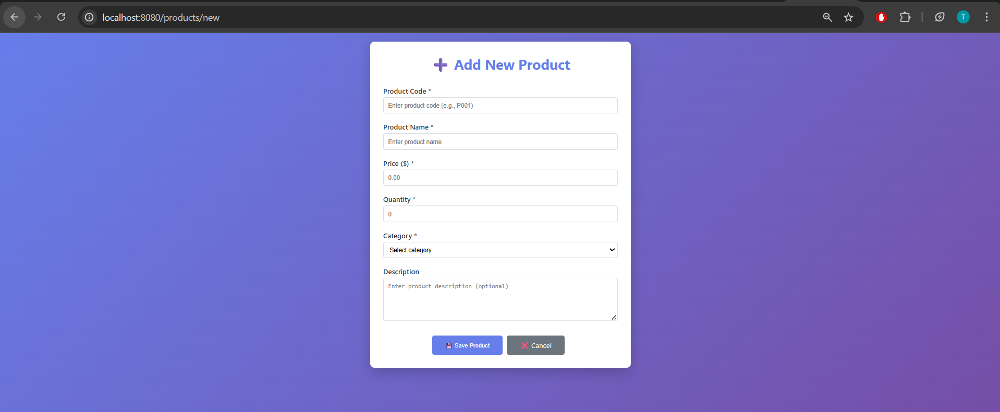 localhost:8080/products/new
T
➕ Add New Product
Product Code *
Enter product code (e.g., P001)
Product Name *
Enter product name
Price ($) *
0.00
Quantity *
0
Category *
Select category
Description
Enter product description (optional)
💾 Save Product
❌ Cancel